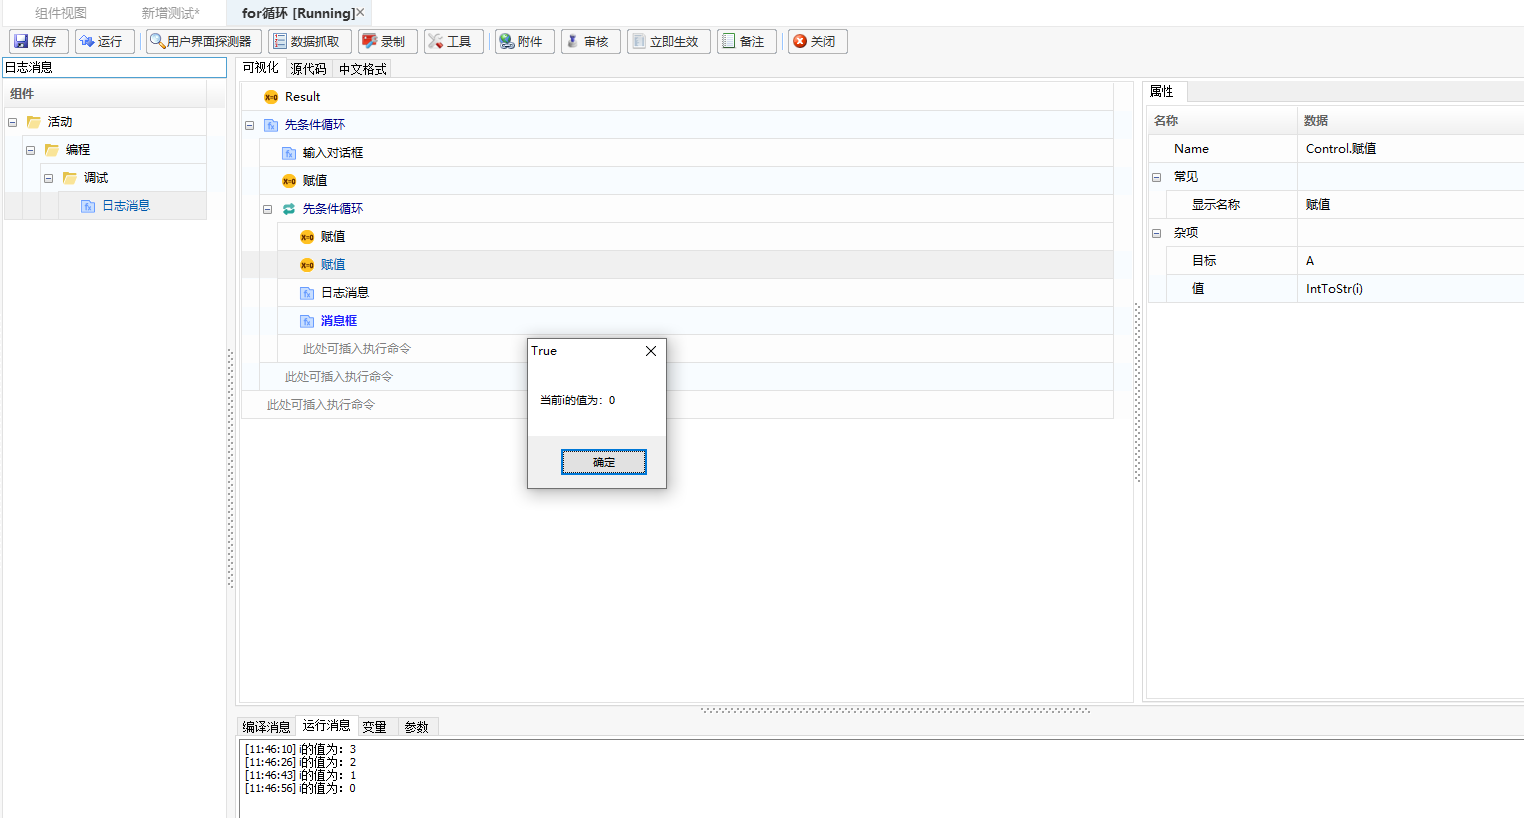 组件视图 新增测试* for循环 [Running]
保存 运行 用户界面探测器 数据抓取 录制 工具 附件 审核 立即生效 备注 关闭
日志消息
组件
活动
编程
调试
日志消息
可视化 源代码 中文格式
X=0 Result
fx 先条件循环
fx 输入对话框
X=0 赋值
先条件循环
X=0 赋值
X=0 赋值
fx 日志消息
fx 消息框
此处可插入执行命令
此处可插入执行命令
此处可插入执行命令
True
当前i的值为：0
确定
属性
名称 数据
Name Control.赋值
常见
显示名称 赋值
杂项
目标 A
值 IntToStr(i)
编译消息 运行消息 变量 参数
[11:46:10] i的值为：3
[11:46:26] i的值为：2
[11:46:43] i的值为：1
[11:46:56] i的值为：0